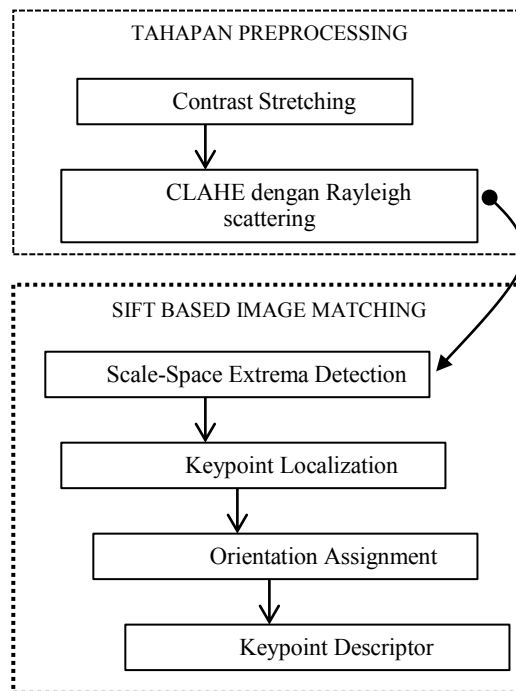 TAHAPAN PREPROCESSING
Contrast Stretching
CLAHE dengan Rayleigh
scattering
SIFT BASED IMAGE MATCHING
Scale-Space Extrema Detection
Keypoint Localization
Orientation Assignment
Keypoint Descriptor